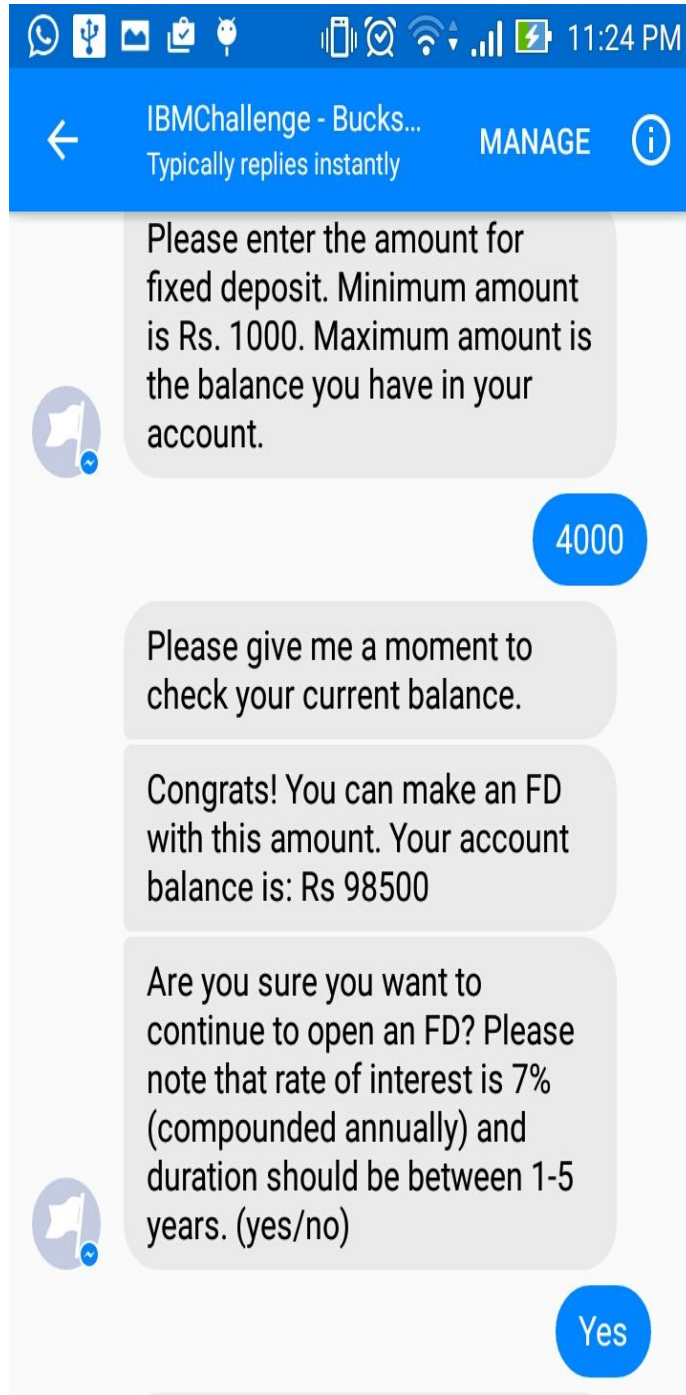 11:24 PM
IBMChallenge - Bucks...
Typically replies instantly
MANAGE
Please enter the amount for
fixed deposit. Minimum amount
is Rs. 1000. Maximum amount is
the balance you have in your
account.
4000
Please give me a moment to
check your current balance.
Congrats! You can make an FD
with this amount. Your account
balance is: Rs 98500
Are you sure you want to
continue to open an FD? Please
note that rate of interest is 7%
(compounded annually) and
duration should be between 1-5
years. (yes/no)
Yes